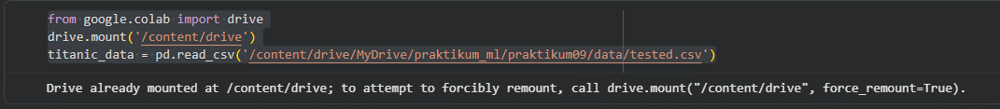 from google.colab import drive
drive.mount('/content/drive')
titanic_data = pd.read_csv('/content/drive/MyDrive/praktikum_ml/praktikum09/data/tested.csv')
Drive already mounted at /content/drive; to attempt to forcibly remount, call drive.mount("/content/drive", force_remount=True).